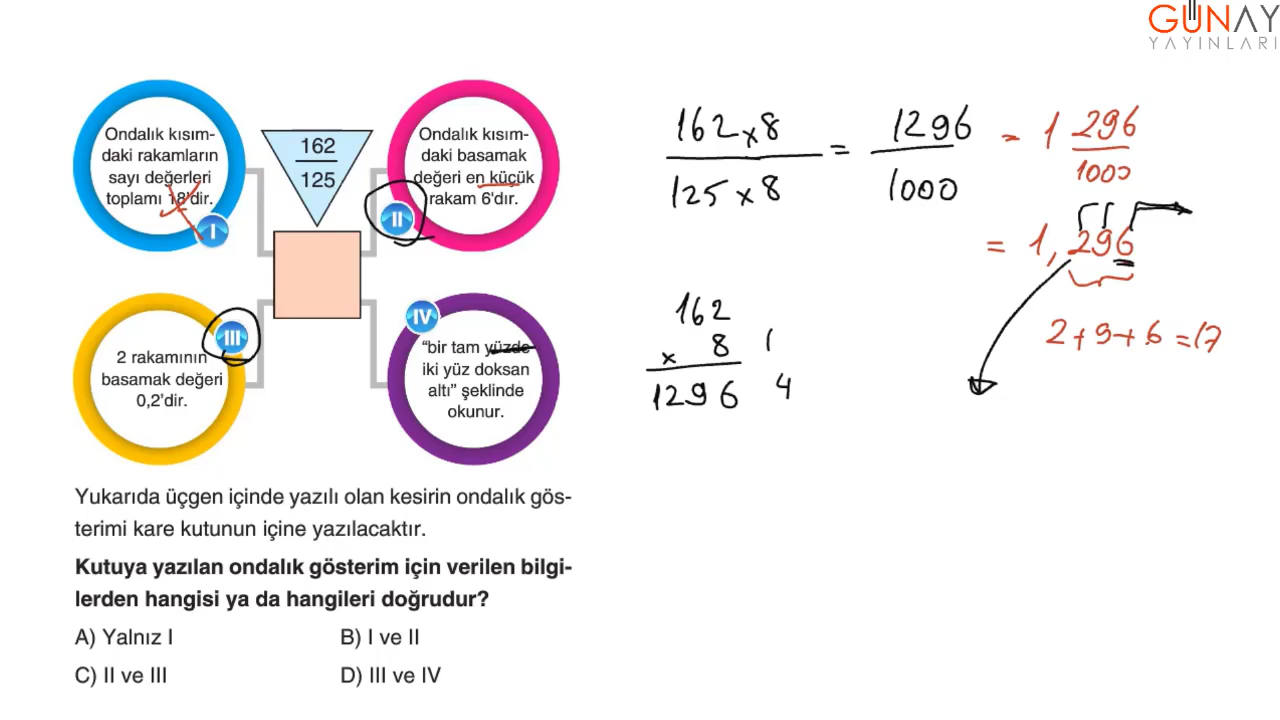 GÜNAY
YAYINLARI
Ondalık kısım-
daki rakamların
sayı değerleri
toplamı 18'dir.
I
162
125
Ondalık kısım-
daki basamak
değeri en küçük
rakam 6'dır.
II
2 rakamının
basamak değeri
0,2'dir.
III
IV
"bir tam yüzde
iki yüz doksan
altı" şeklinde
okunur.
Yukarıda üçgen içinde yazılı olan kesirin ondalık gös-
terimi kare kutunun içine yazılacaktır.
Kutuya yazılan ondalık gösterim için verilen bilgi-
lerden hangisi ya da hangileri doğrudur?
A) Yalnız I
B) I ve II
C) II ve III
D) III ve IV
162 x 8 = 1296 = 1 296
125 x 8 1000 1000
= 1,296
2+9+6=17
162
x 8 1
1296 4